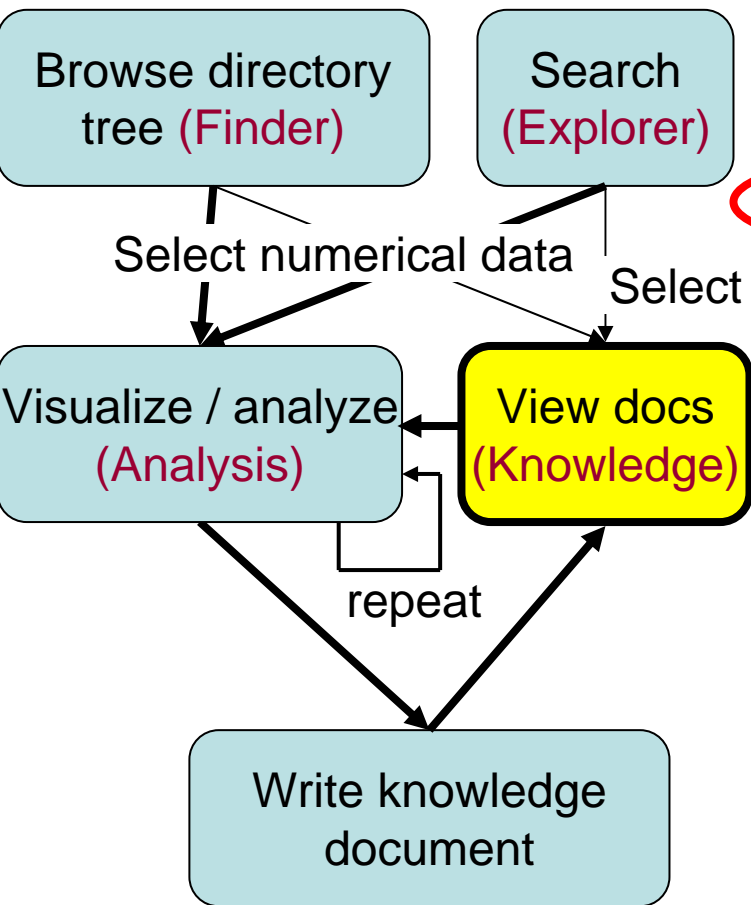 Browse directory
tree (Finder)
Search
(Explorer)
Select numerical data
Select
Visualize / analyze
(Analysis)
View docs
(Knowledge)
repeat
Write knowledge
document